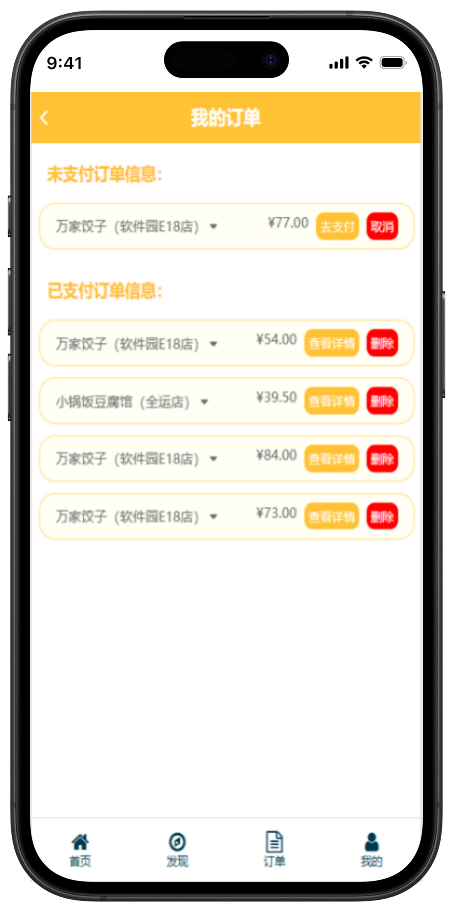 9:41
我的订单
未支付订单信息：
万家饺子（软件园E18店） ¥77.00 去支付 取消
已支付订单信息：
万家饺子（软件园E18店） ¥54.00 查看详情 删除
小锅饭豆腐馆（全运店） ¥39.50 查看详情 删除
万家饺子（软件园E18店） ¥84.00 查看详情 删除
万家饺子（软件园E18店） ¥73.00 查看详情 删除
首页 发现 订单 我的